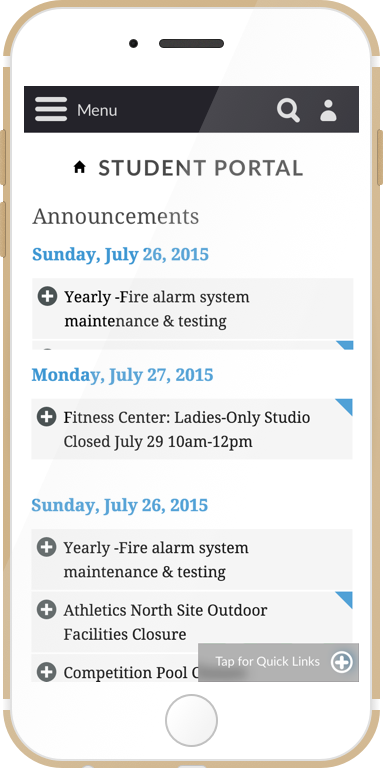 Menu
STUDENT PORTAL
Announcements
Sunday, July 26, 2015
Yearly -Fire alarm system
maintenance & testing
Monday, July 27, 2015
Fitness Center: Ladies-Only Studio
Closed July 29 10am-12pm
Sunday, July 26, 2015
Yearly -Fire alarm system
maintenance & testing
Athletics North Site Outdoor
Facilities Closure
Tap for Quick Links
Competition Pool